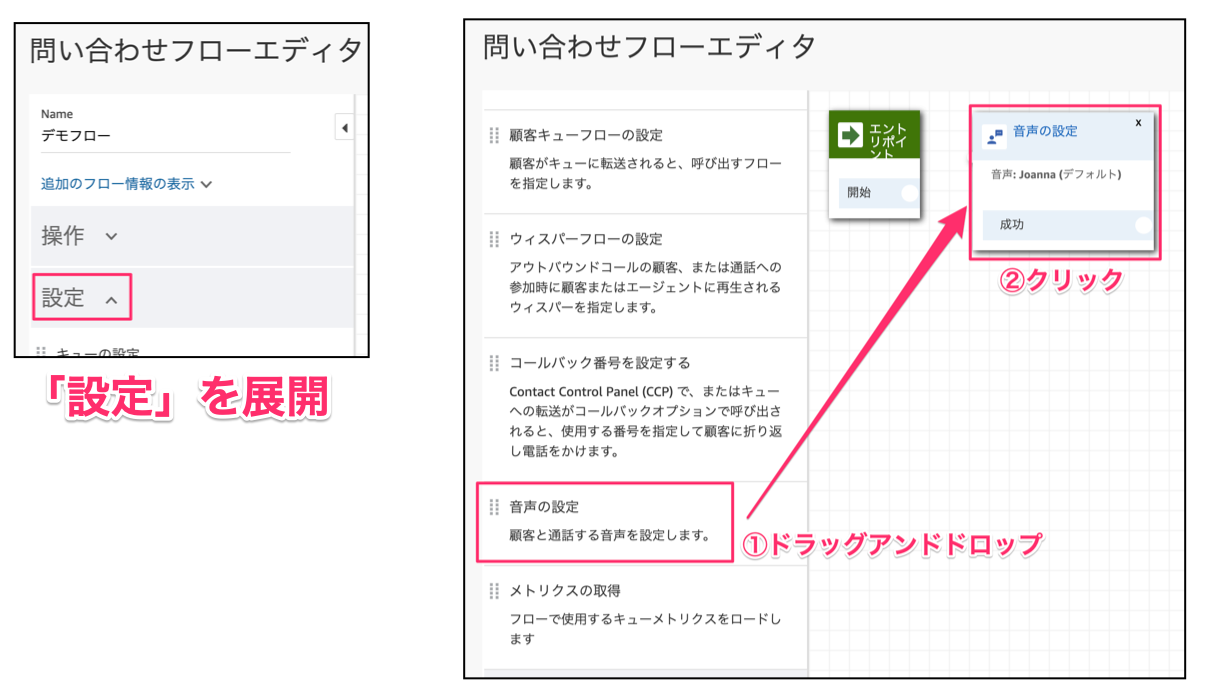 問い合わせフローエディタ
Name
デモフロー
追加のフロー情報の表示
操作
設定
キューの設定
「設定」を展開
問い合わせフローエディタ
顧客キューフローの設定
顧客がキューに転送されると、呼び出すフロー
を指定します。
ウィスパーフローの設定
アウトバウンドコールの顧客、または通話への
参加時に顧客またはエージェントに再生される
ウィスパーを指定します。
コールバック番号を設定する
Contact Control Panel (CCP) で、またはキュー
への転送がコールバックオプションで呼び出さ
れると、使用する番号を指定して顧客に折り返
し電話をかけます。
音声の設定
顧客と通話する音声を設定します。
メトリクスの取得
フローで使用するキューメトリクスをロードし
ます
エント
リポイ
ント
開始
音声の設定
x
音声: Joanna (デフォルト)
成功
②クリック
①ドラッグアンドドロップ